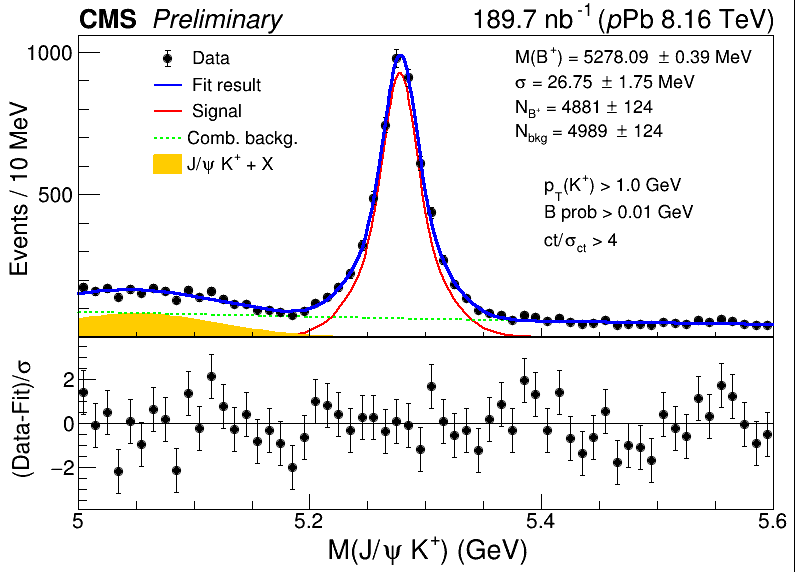 CMS Preliminary 189.7 nb⁻¹ (pPb 8.16 TeV)
Events / 10 MeV
1000
500
Data
Fit result
Signal
Comb. backg.
J/ψ K⁺ + X
M(B⁺) = 5278.09 ± 0.39 MeV
σ = 26.75 ± 1.75 MeV
N_B⁺ = 4881 ± 124
N_bkg = 4989 ± 124
p_T(K⁺) > 1.0 GeV
B prob > 0.01 GeV
ct/σ_ct > 4
(Data-Fit)/σ
2
0
−2
5 5.2 5.4 5.6
M(J/ψ K⁺) (GeV)